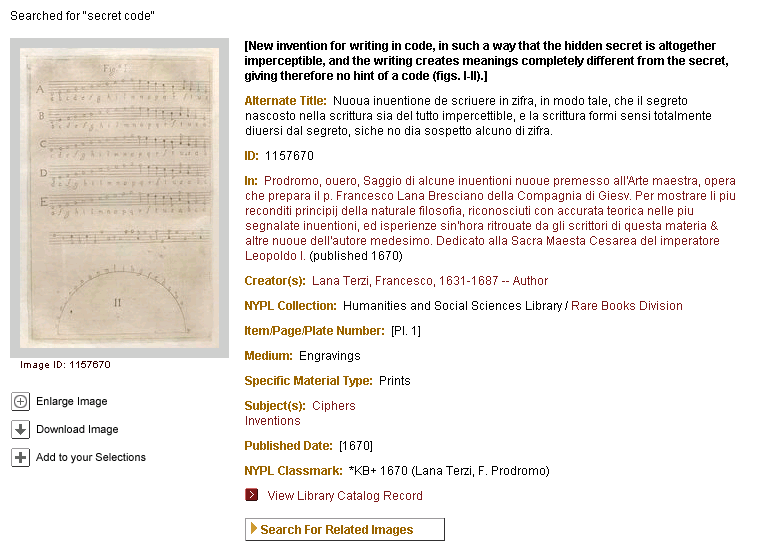 Searched for "secret code"
Fig. I
A
B
C
D
E
II
Image ID: 1157670
Enlarge Image
Download Image
Add to your Selections
[New invention for writing in code, in such a way that the hidden secret is altogether
imperceptible, and the writing creates meanings completely different from the secret,
giving therefore no hint of a code (figs. I-II).]
Alternate Title: Nuoua inuentione de scriuere in zifra, in modo tale, che il segreto
nascosto nella scrittura sia del tutto impercettible, e la scrittura formi sensi totalmente
diuersi dal segreto, siche no dia sospetto alcuno di zifra.
ID: 1157670
In: Prodromo, ouero, Saggio di alcune inuentioni nuoue premesso all'Arte maestra, opera
che prepara il p. Francesco Lana Bresciano della Compagnia di Giesv. Per mostrare li piu
reconditi principij della naturale filosofia, riconosciuti con accurata teorica nelle piu
segnalate inuentioni, ed isperienze sin'hora ritrouate da gli scrittori di questa materia &
altre nuoue dell'autore medesimo. Dedicato alla Sacra Maesta Cesarea del imperatore
Leopoldo I. (published 1670)
Creator(s): Lana Terzi, Francesco, 1631-1687 -- Author
NYPL Collection: Humanities and Social Sciences Library / Rare Books Division
Item/Page/Plate Number: [Pl. 1]
Medium: Engravings
Specific Material Type: Prints
Subject(s): Ciphers
Inventions
Published Date: [1670]
NYPL Classmark: *KB+ 1670 (Lana Terzi, F. Prodromo)
View Library Catalog Record
Search For Related Images